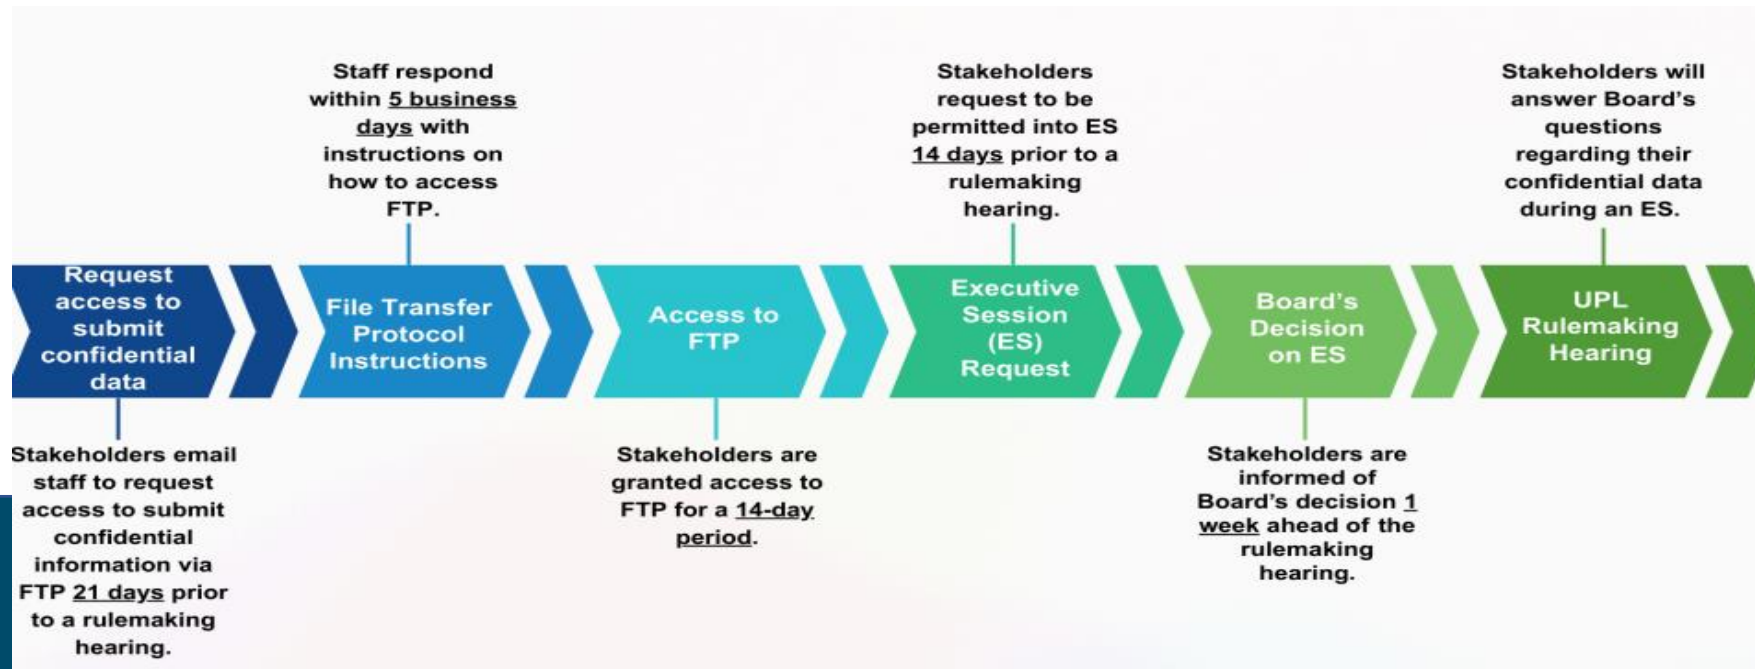 Request
access to
submit
confidential
data
Stakeholders email
staff to request
access to submit
confidential
information via
FTP 21 days prior
to a rulemaking
hearing.
Staff respond
within 5 business
days with
instructions on
how to access
FTP.
File Transfer
Protocol
Instructions
Access to
FTP
Stakeholders are
granted access to
FTP for a 14-day
period.
Stakeholders
request to be
permitted into ES
14 days prior to a
rulemaking
hearing.
Executive
Session
(ES)
Request
Board’s
Decision
on ES
Stakeholders are
informed of
Board’s decision 1
week ahead of the
rulemaking
hearing.
Stakeholders will
answer Board’s
questions
regarding their
confidential data
during an ES.
UPL
Rulemaking
Hearing